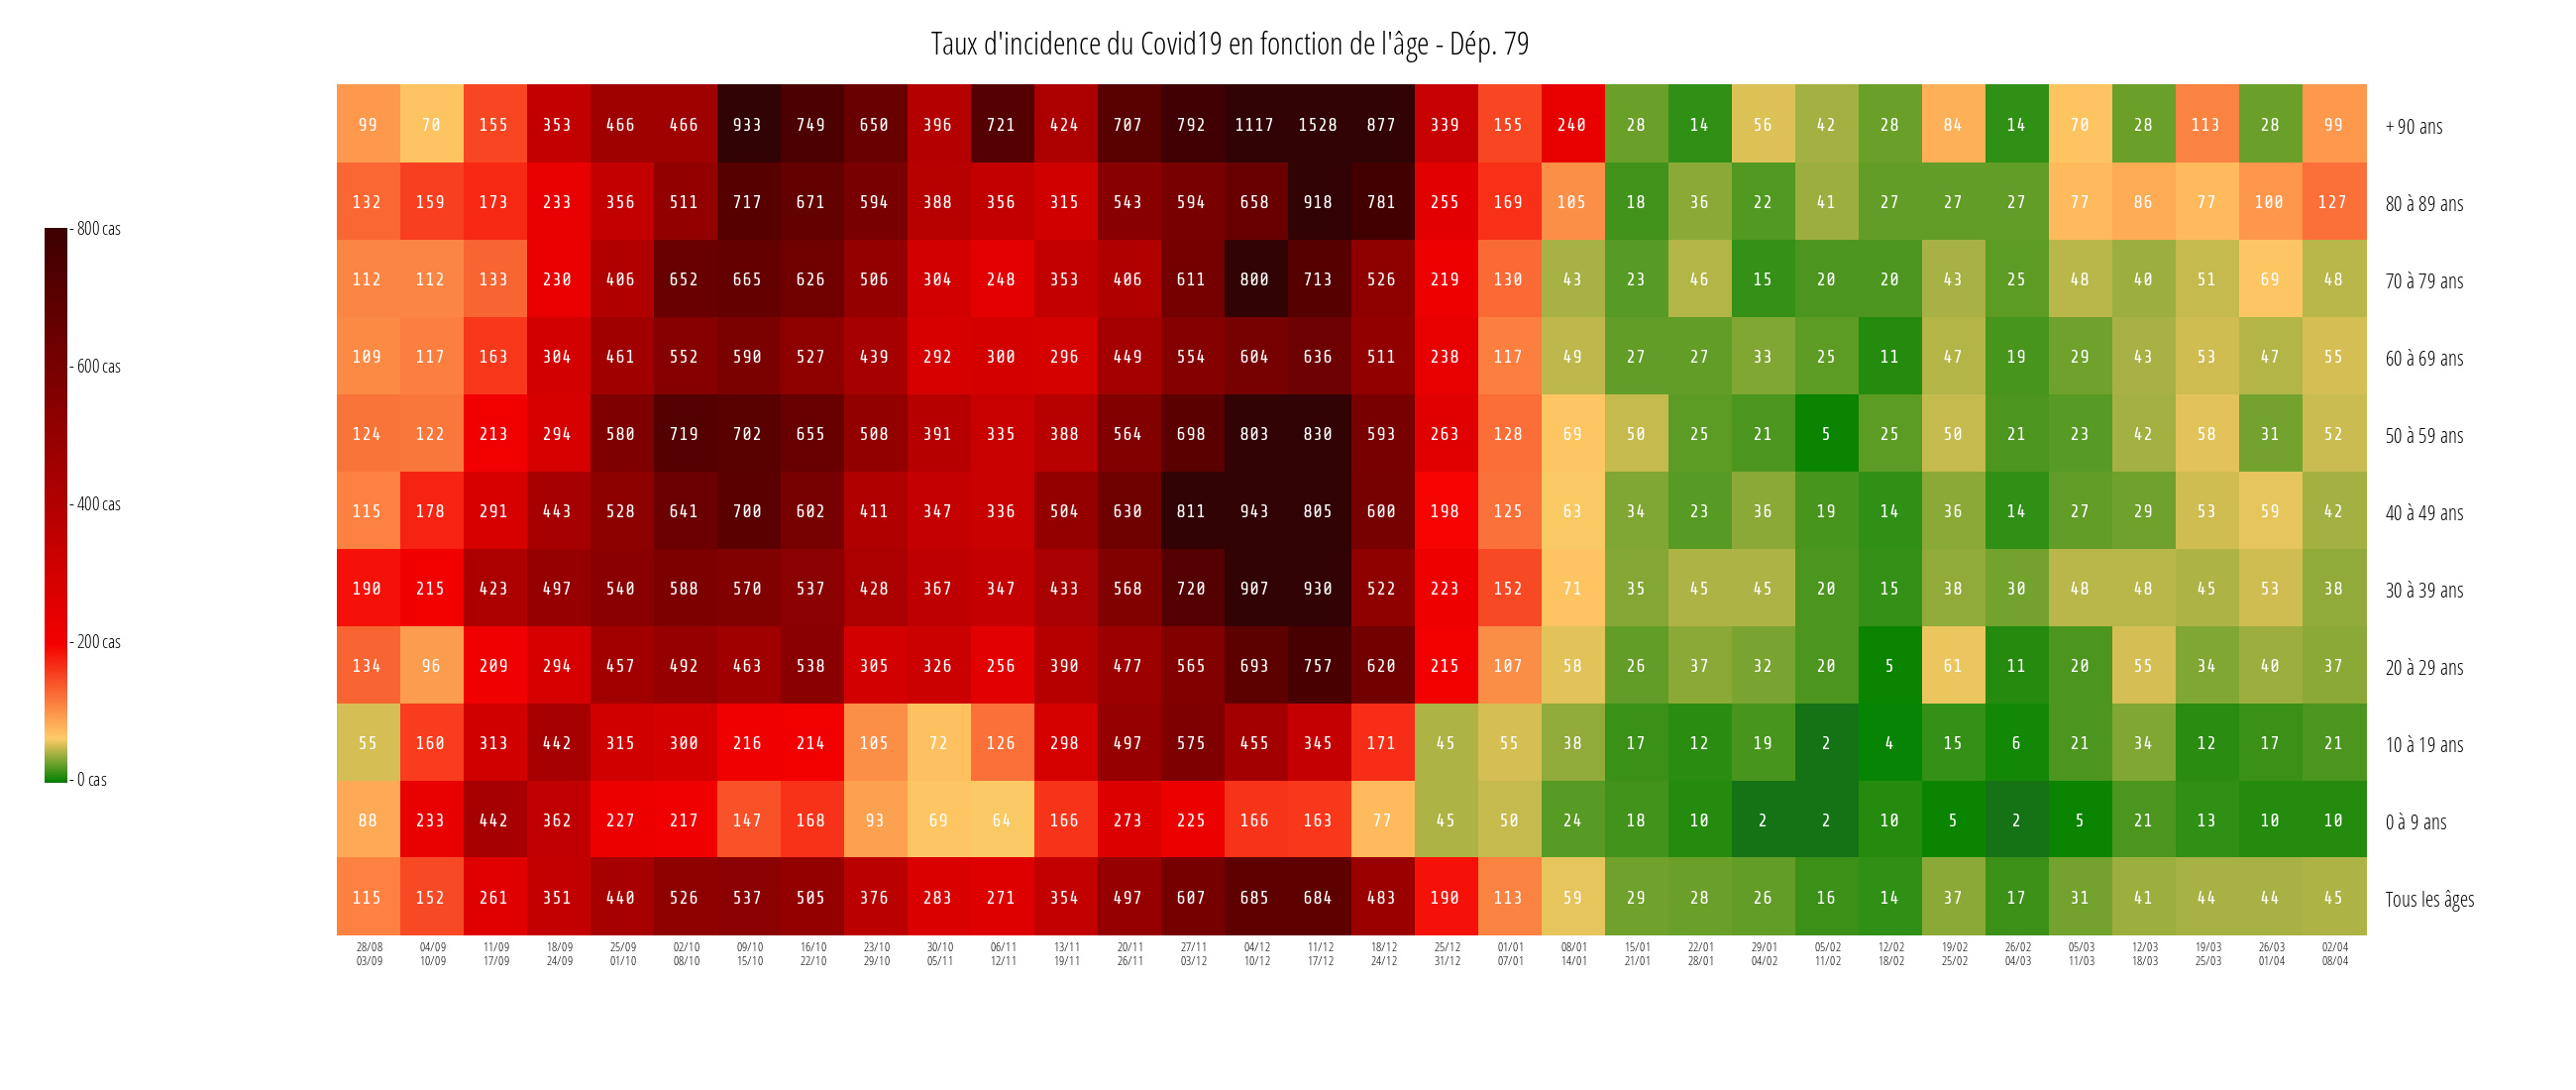 Taux d'incidence du Covid19 en fonction de l'âge - Dép. 79
- 800 cas
- 600 cas
- 400 cas
- 200 cas
- 0 cas
99 70 155 353 466 466 933 749 650 396 721 424 707 792 1117 1528 877 339 155 240 28 14 56 42 28 84 14 70 28 113 28 99 + 90 ans
132 159 173 233 356 511 717 671 594 388 356 315 543 594 658 918 781 255 169 105 18 36 22 41 27 27 27 77 86 77 100 127 80 à 89 ans
112 112 133 230 406 652 665 626 506 304 248 353 406 611 800 713 526 219 130 43 23 46 15 20 20 43 25 48 40 51 69 48 70 à 79 ans
109 117 163 304 461 552 590 527 439 292 300 296 449 554 604 636 511 238 117 49 27 27 33 25 11 47 19 29 43 53 47 55 60 à 69 ans
124 122 213 294 580 719 702 655 508 391 335 388 564 698 803 830 593 263 128 69 50 25 21 5 25 50 21 23 42 58 31 52 50 à 59 ans
115 178 291 443 528 641 700 602 411 347 336 504 630 811 943 805 600 198 125 63 34 23 36 19 14 36 14 27 29 53 59 42 40 à 49 ans
190 215 423 497 540 588 570 537 428 367 347 433 568 720 907 930 522 223 152 71 35 45 45 20 15 38 30 48 48 45 53 38 30 à 39 ans
134 96 209 294 457 492 463 538 305 326 256 390 477 565 693 757 620 215 107 58 26 37 32 20 5 61 11 20 55 34 40 37 20 à 29 ans
55 160 313 442 315 300 216 214 105 72 126 298 497 575 455 345 171 45 55 38 17 12 19 2 4 15 6 21 34 12 17 21 10 à 19 ans
88 233 442 362 227 217 147 168 93 69 64 166 273 225 166 163 77 45 50 24 18 10 2 2 10 5 2 5 21 13 10 10 0 à 9 ans
115 152 261 351 440 526 537 505 376 283 271 354 497 607 685 684 483 190 113 59 29 28 26 16 14 37 17 31 41 44 44 45 Tous les âges
28/08 04/09 11/09 18/09 25/09 02/10 09/10 16/10 23/10 30/10 06/11 13/11 20/11 27/11 04/12 11/12 18/12 25/12 01/01 08/01 15/01 22/01 29/01 05/02 12/02 19/02 26/02 05/03 12/03 19/03 26/03 02/04
03/09 10/09 17/09 24/09 01/10 08/10 15/10 22/10 29/10 05/11 12/11 19/11 26/11 03/12 10/12 17/12 24/12 31/12 07/01 14/01 21/01 28/01 04/02 11/02 18/02 25/02 04/03 11/03 18/03 25/03 01/04 08/04